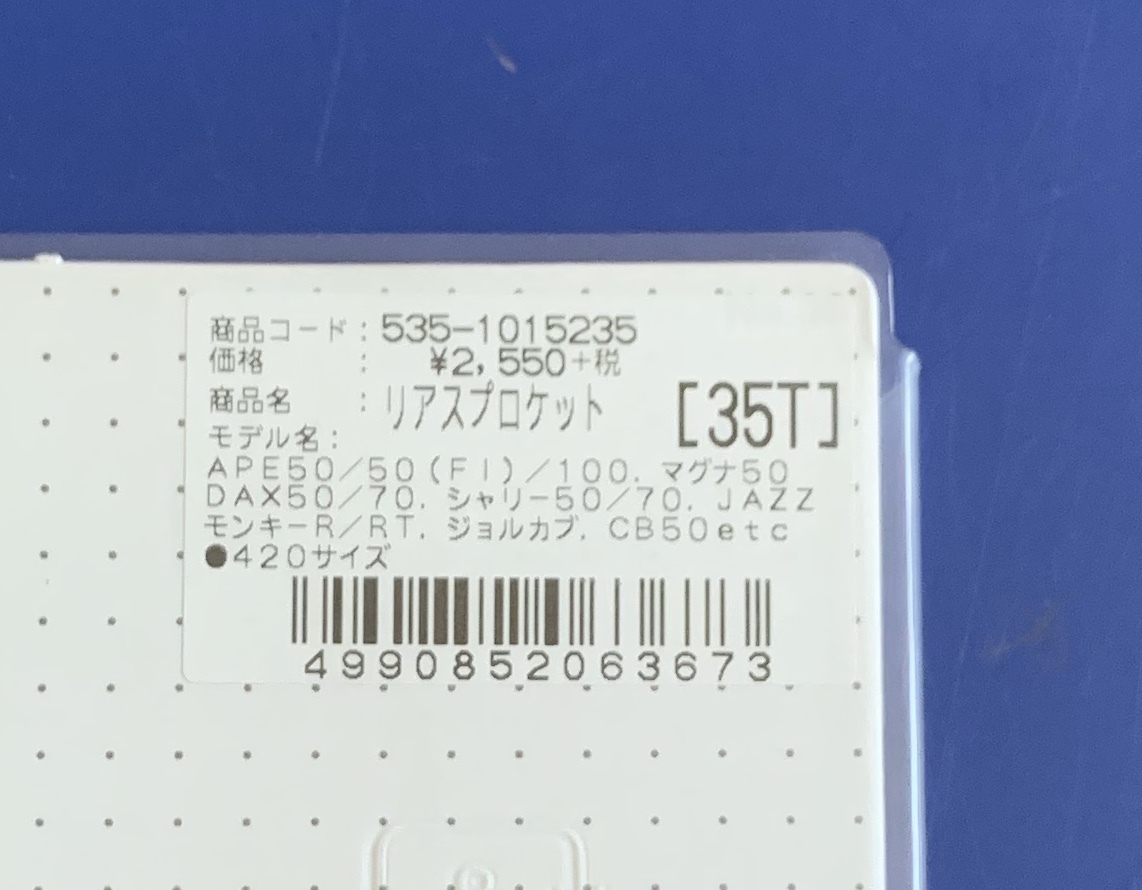 商品コード：535-1015235
価格　　：　¥2,550+税
商品名　　：リアスプロケット　[35T]
モデル名：
APE50/50(FI)/100. マグナ50
DAX50/70. シャリー50/70. JAZZ
モンキーR/RT. ジョルカブ. CB50etc
●420サイズ
4990852063673